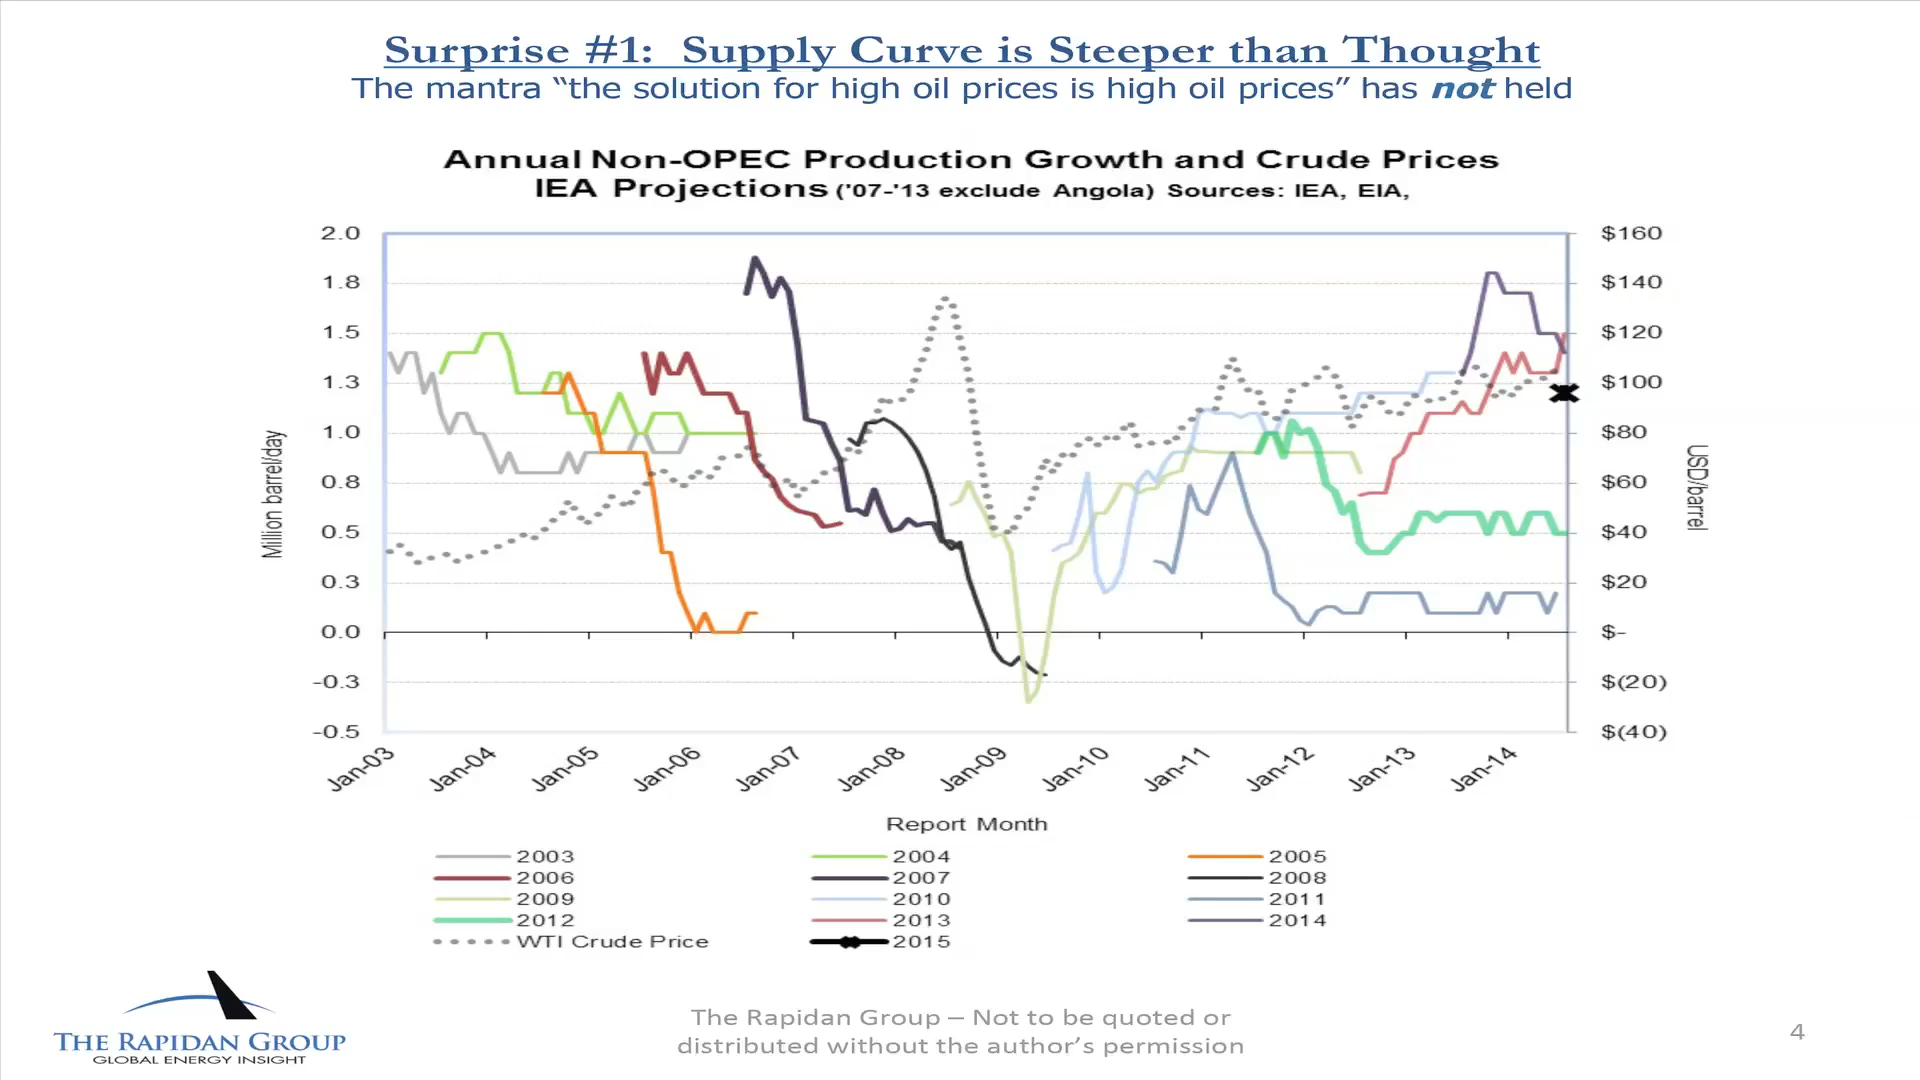 Surprise #1: Supply Curve is Steeper than Thought
The mantra “the solution for high oil prices is high oil prices” has not held
Annual Non-OPEC Production Growth and Crude Prices
IEA Projections ('07-'13 exclude Angola) Sources: IEA, EIA,
2.0
1.8
1.5
1.3
1.0
0.8
0.5
0.3
0.0
-0.3
-0.5
Million barrel/day
$160
$140
$120
$100
$80
$60
$40
$20
$-
$(20)
$(40)
USD/barrel
Jan-03 Jan-04 Jan-05 Jan-06 Jan-07 Jan-08 Jan-09 Jan-10 Jan-11 Jan-12 Jan-13 Jan-14
Report Month
2003 2004 2005
2006 2007 2008
2009 2010 2011
2012 2013 2014
WTI Crude Price 2015
THE RAPIDAN GROUP
GLOBAL ENERGY INSIGHT
The Rapidan Group – Not to be quoted or
distributed without the author’s permission
4